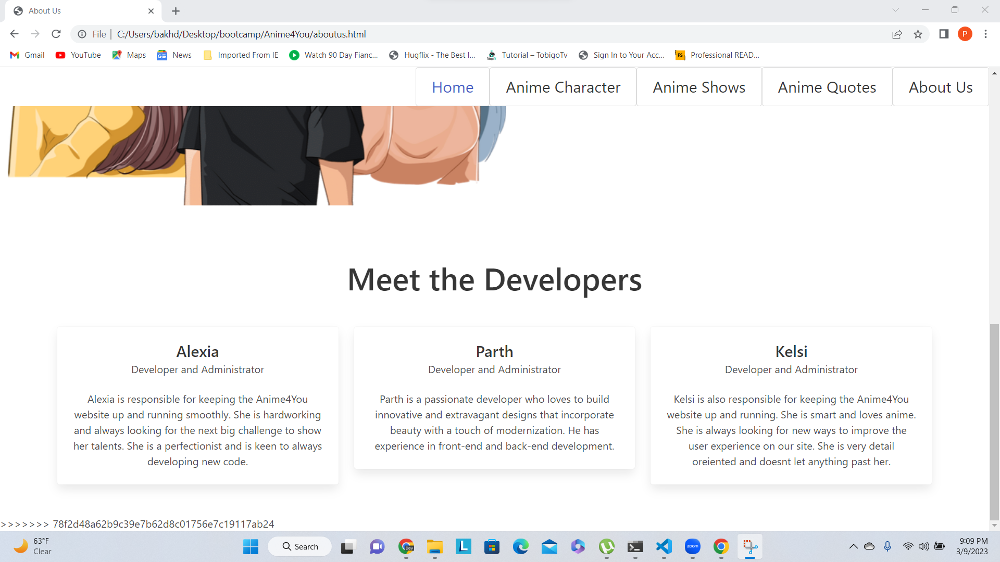 About Us
File
C:/Users/bakhd/Desktop/bootcamp/Anime4You/aboutus.html
P
Gmail
YouTube
Maps
News
Imported From IE
Watch 90 Day Fianc...
Hugflix - The Best I...
Tutorial – TobigoTv
Sign In to Your Acc...
FS
Professional READ...
Home
Anime Character
Anime Shows
Anime Quotes
About Us
Meet the Developers
Alexia
Developer and Administrator
Alexia is responsible for keeping the Anime4You
website up and running smoothly. She is hardworking
and always looking for the next big challenge to show
her talents. She is a perfectionist and is keen to always
developing new code.
Parth
Developer and Administrator
Parth is a passionate developer who loves to build
innovative and extravagant designs that incorporate
beauty with a touch of modernization. He has
experience in front-end and back-end development.
Kelsi
Developer and Administrator
Kelsi is also responsible for keeping the Anime4You
website up and running. She is smart and loves anime.
She is always looking for new ways to improve the
user experience on our site. She is very detail
oreiented and doesnt let anything past her.
>>>>>>> 78f2d48a62b9c39e7b62d8c01756e7c19117ab24
63°F
Clear
Search
Dev
L
zoom
9:09 PM
3/9/2023